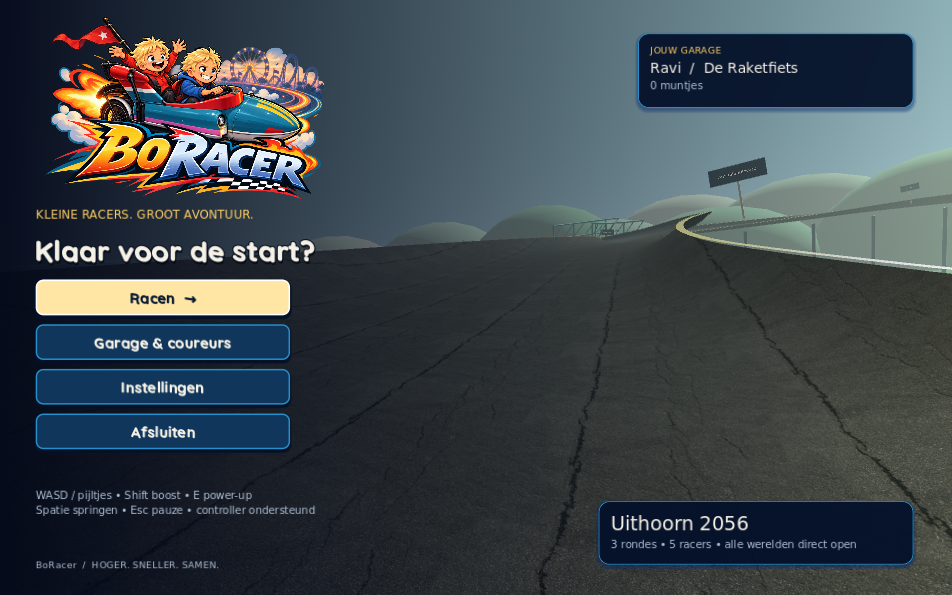 BORACER
KLEINE RACERS. GROOT AVONTUUR.
Klaar voor de start?
Racen →
Garage & coureurs
Instellingen
Afsluiten
WASD / pijltjes • Shift boost • E power-up
Spatie springen • Esc pauze • controller ondersteund
BoRacer / HOGER. SNELLER. SAMEN.
JOUW GARAGE
Ravi / De Raketfiets
0 muntjes
Uithoorn 2056
3 rondes • 5 racers • alle werelden direct open